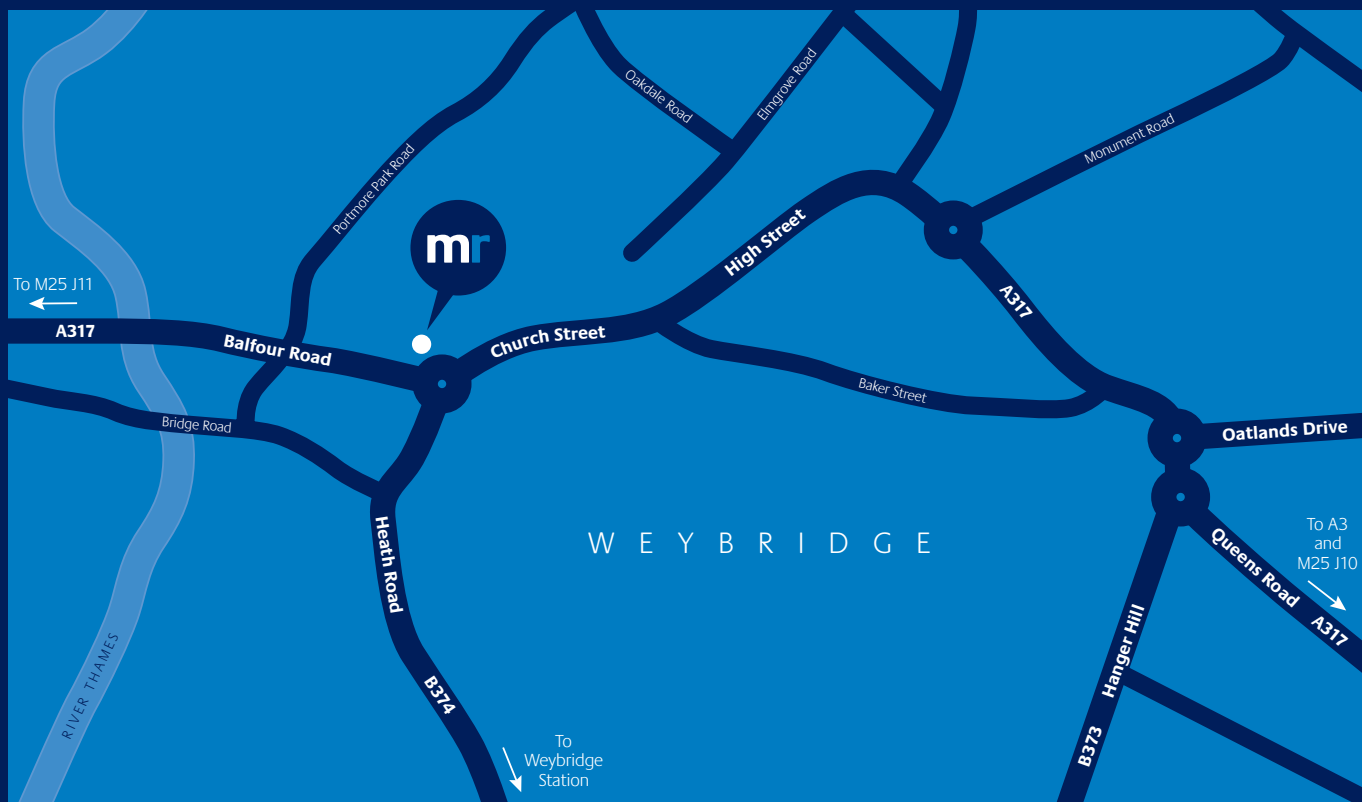 Oakdale Road
Elmgrove Road
Monument Road
Portmore Park Road
mr
High Street
To M25 J11
A317
Balfour Road
Church Street
A317
Baker Street
Bridge Road
Oatlands Drive
Heath Road
WEYBRIDGE
To A3
and
M25 J10
Queens Road
A317
Hanger Hill
RIVER THAMES
B374
B373
To
Weybridge
Station